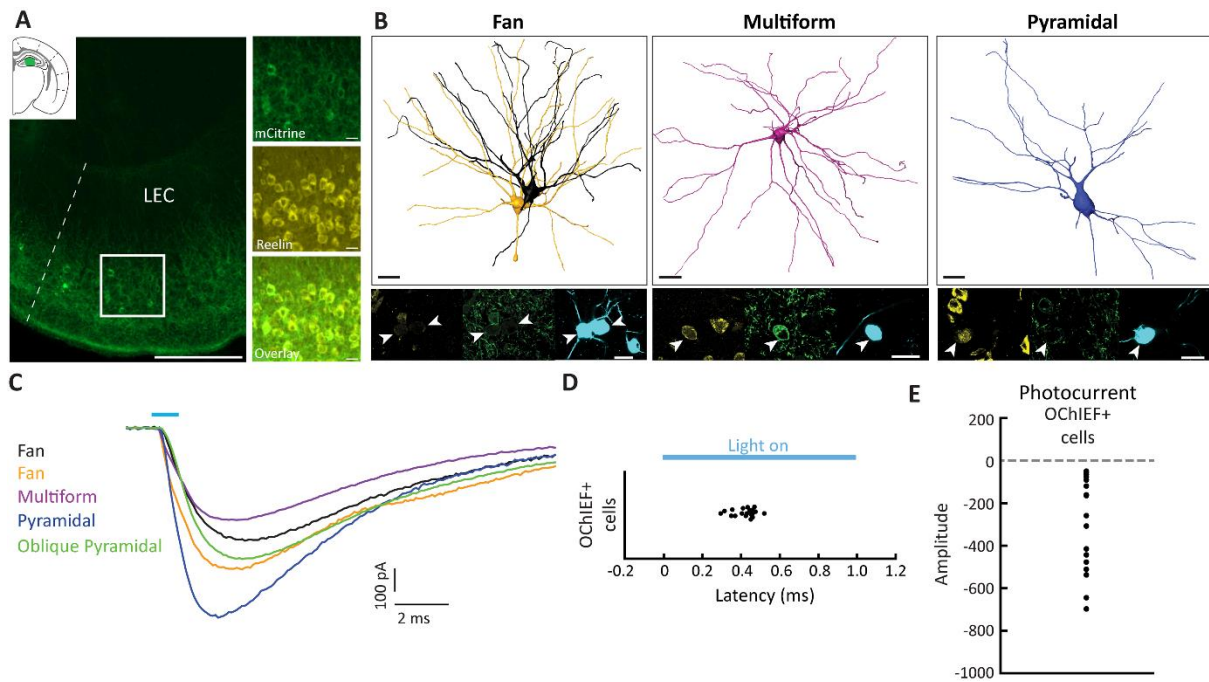 A
LEC
mCitrine
Reelin
Overlay
B
Fan
Multiform
Pyramidal
C
Fan
Fan
Multiform
Pyramidal
Oblique Pyramidal
100 pA
2 ms
D
Light on
OChIEF+
cells
-0.2 0 0.2 0.4 0.6 0.8 1.0 1.2
Latency (ms)
E
Photocurrent
OChIEF+
cells
Amplitude
200
0
-200
-400
-600
-800
-1000